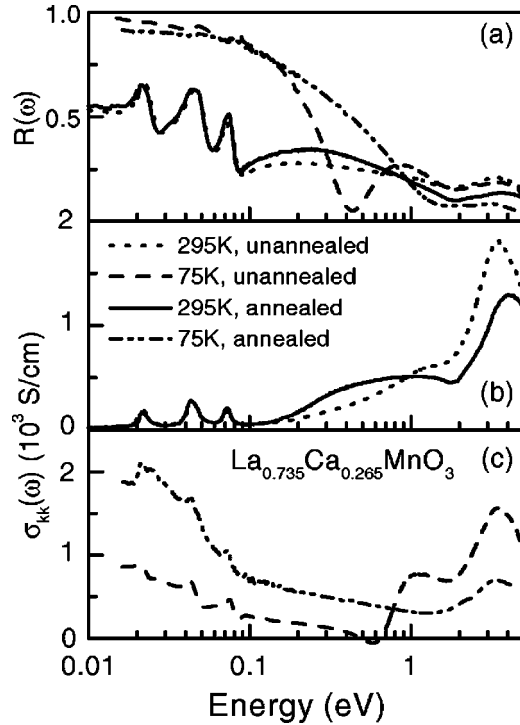 1.0
(a)
R(ω)
0.5
2
295K, unannealed
75K, unannealed
295K, annealed
75K, annealed
1
(b)
0
σkk(ω) (10³ S/cm)
La0.735Ca0.265MnO3 (c)
2
1
0
0.01 0.1 1
Energy (eV)